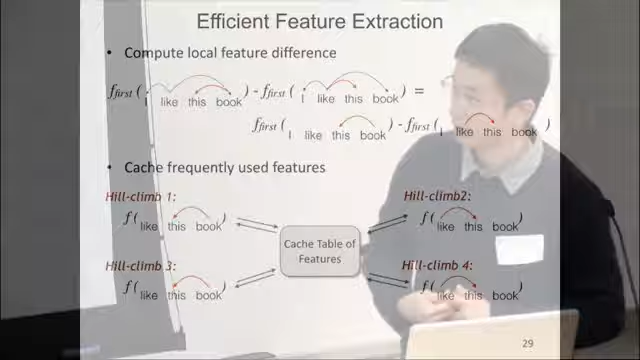 Efficient Feature Extraction
• Compute local feature difference
ffirst( I like this book ) - ffirst( I like this book ) =
ffirst( I like this book ) - ffirst( I like this book )
• Cache frequently used features
Hill-climb 1: Hill-climb2:
f( like this book ) f( like this book )
Cache Table of
Features
Hill-climb 3: Hill-climb 4:
f( like this book ) f( like this book )
29